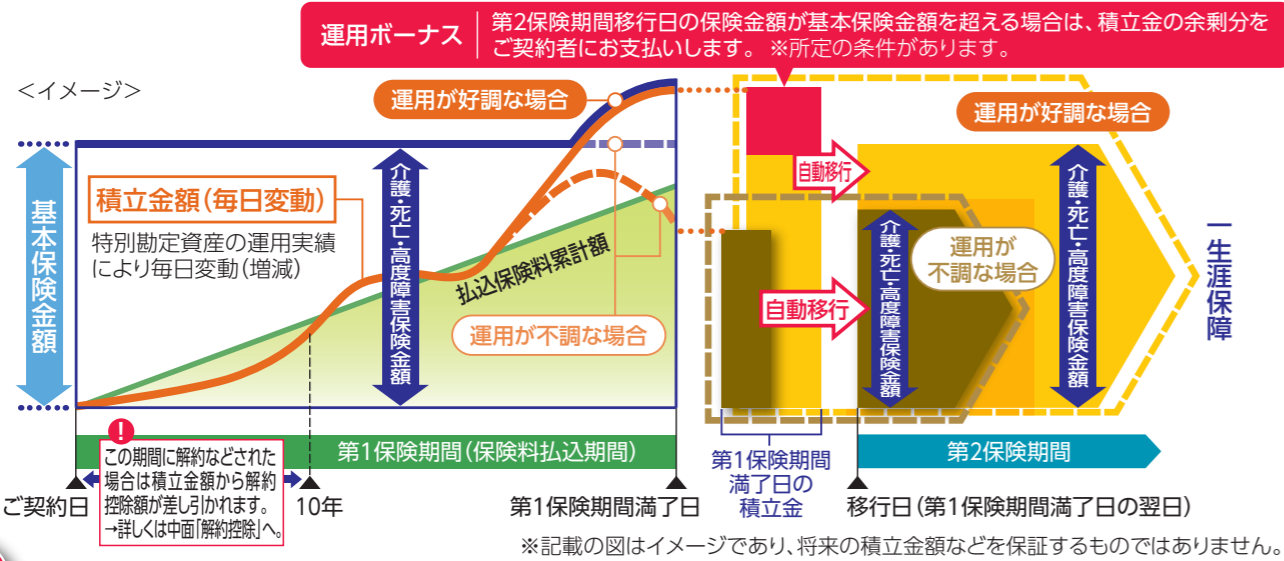 運用ボーナス
第2保険期間移行日の保険金額が基本保険金額を超える場合は、積立金の余剰分を
ご契約者にお支払いします。 ※所定の条件があります。
＜イメージ＞
運用が好調な場合
運用が好調な場合
基本保険金額
積立金額(毎日変動)
特別勘定資産の運用実績
により毎日変動(増減)
介護・死亡・高度障害保険金額
払込保険料累計額
運用が不調な場合
自動移行
自動移行
介護・死亡・高度障害保険金額
運用が
不調な場合
介護・死亡・高度障害保険金額
一生涯保障
!
この期間に解約などされた
場合は積立金額から解約
控除額が差し引かれます。
→詳しくは中面「解約控除」へ。
第1保険期間(保険料払込期間)
第1保険期間
満了日の
積立金
第2保険期間
ご契約日
10年
第1保険期間満了日
移行日(第1保険期間満了日の翌日)
※記載の図はイメージであり、将来の積立金額などを保証するものではありません。